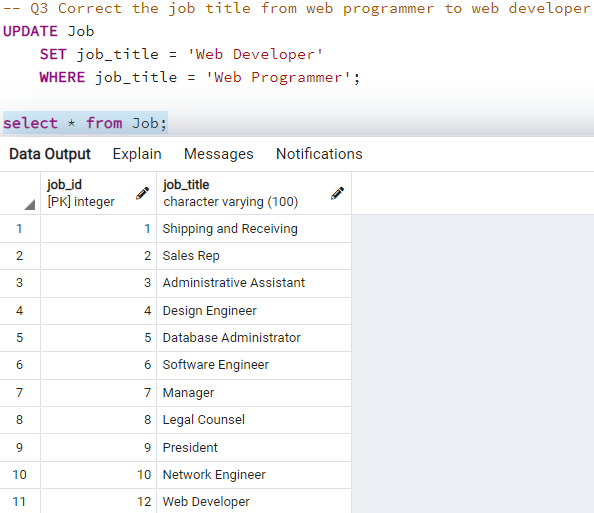 -- Q3 Correct the job title from web programmer to web developer
UPDATE Job
SET job_title = 'Web Developer'
WHERE job_title = 'Web Programmer';
select * from Job;
Data Output Explain Messages Notifications
job_id job_title
[PK] integer character varying (100)
1 1 Shipping and Receiving
2 2 Sales Rep
3 3 Administrative Assistant
4 4 Design Engineer
5 5 Database Administrator
6 6 Software Engineer
7 7 Manager
8 8 Legal Counsel
9 9 President
10 10 Network Engineer
11 12 Web Developer